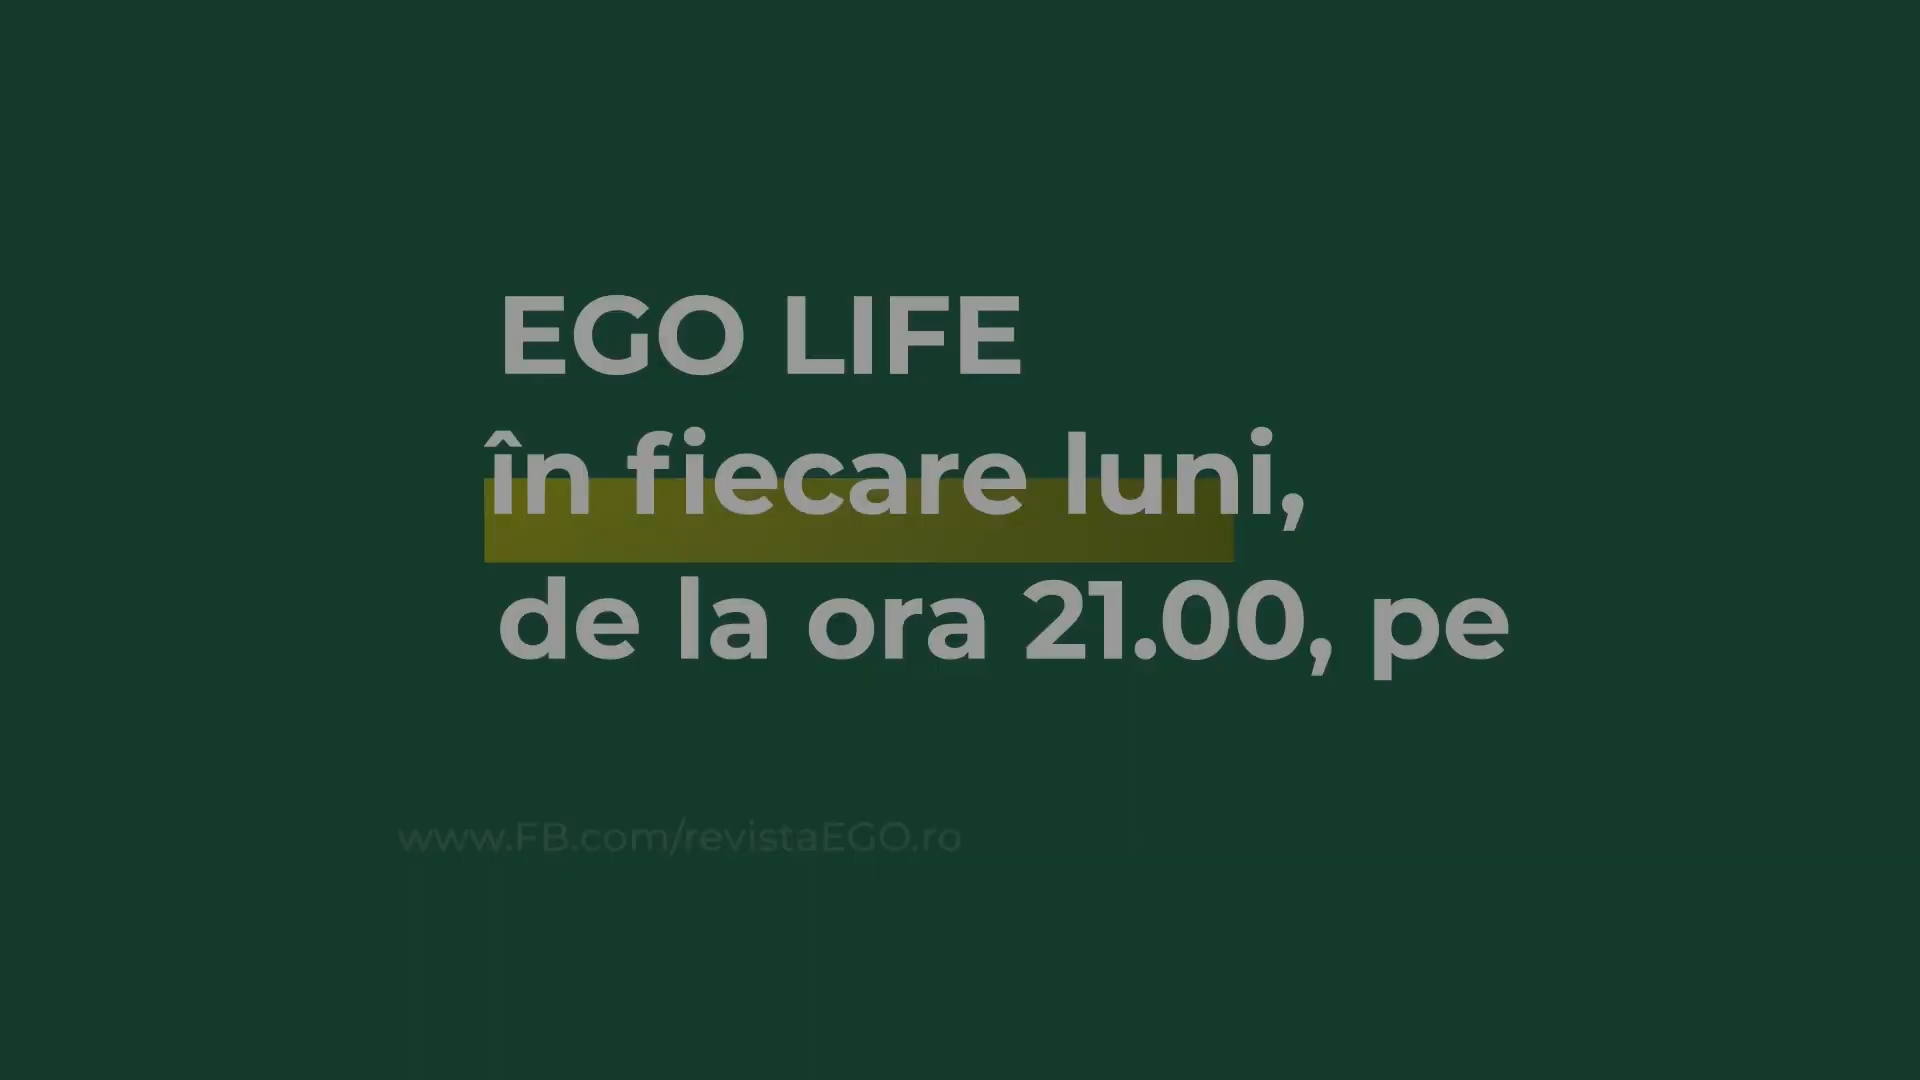 EGO LIFE
în fiecare luni,
de la ora 21.00, pe
www.FB.com/revistaEGO.ro